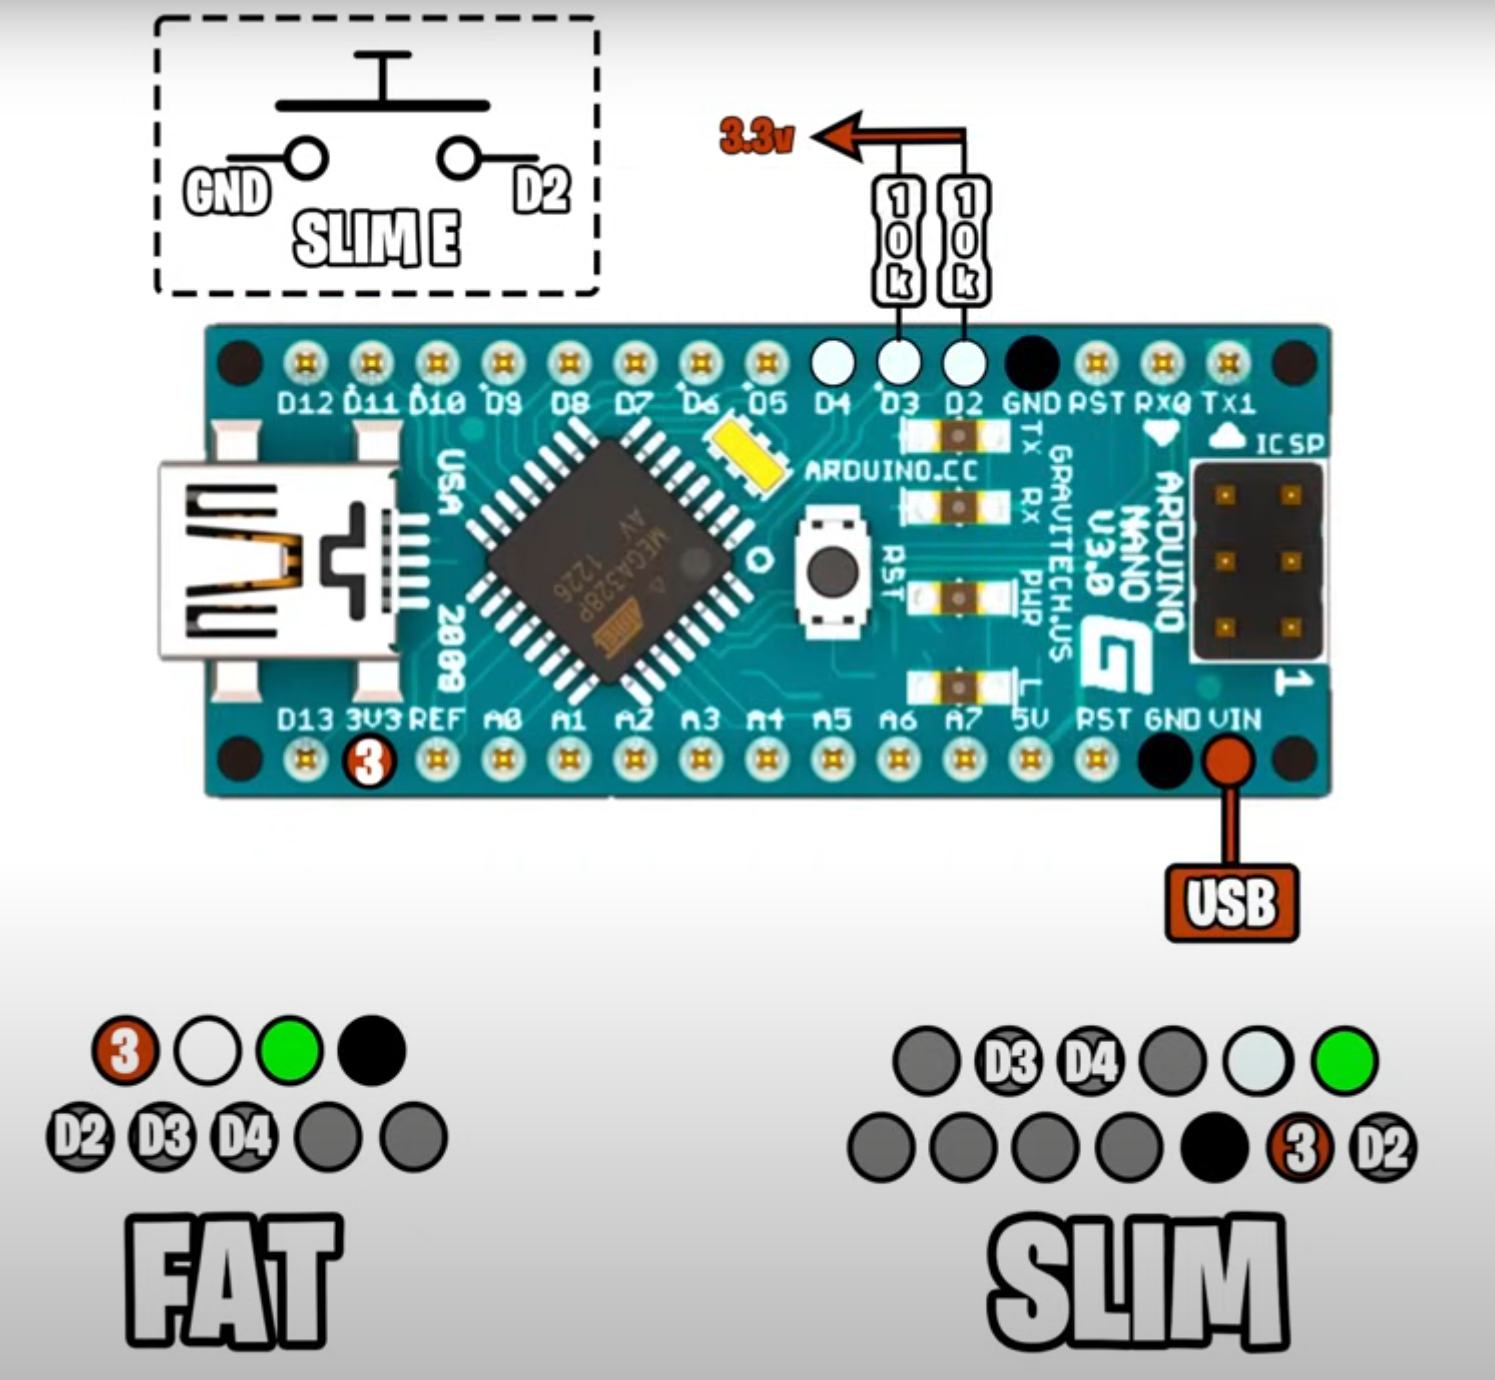 GND
D2
SLIM E
3.3v
10k
10k
D12 D11 D10 D9 D8 D7 D6 D5 D4 D3 D2 GND RST RX0 TX1
ICSP
USA
ARDUINO.CC
TX
RX
PWR
L
RST
GRAVITECH.US
ARDUINO
NANO
V3.0
MEGA328P
AV 1226
ATMEL
G
2009
1
D13 3V3 REF A0 A1 A2 A3 A4 A5 A6 A7 5V RST GND VIN
3
USB
3
D2 D3 D4
FAT
D3 D4
3 D2
SLIM